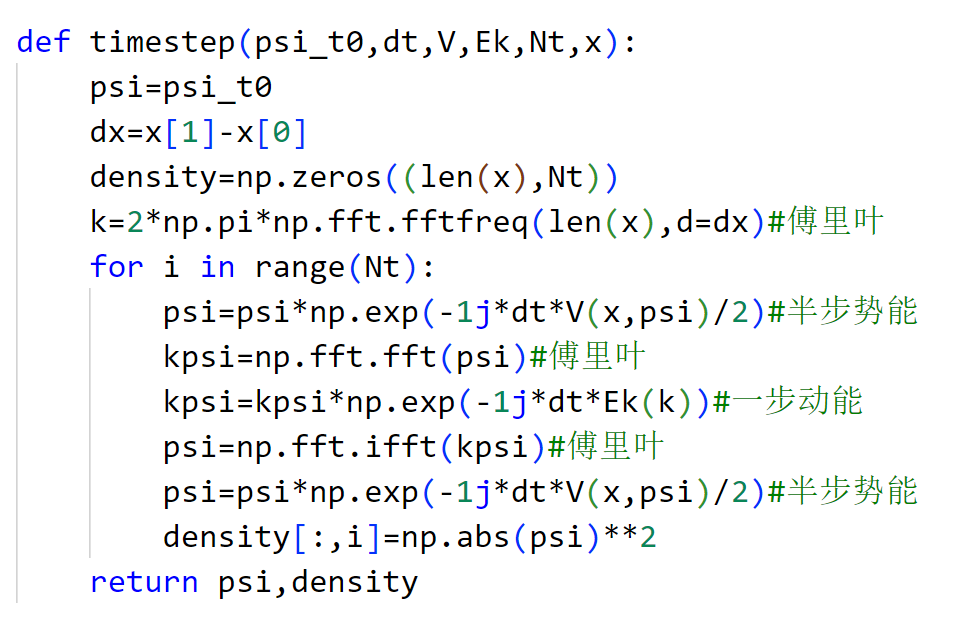 def timestep(psi_t0,dt,V,Ek,Nt,x):
    psi=psi_t0
    dx=x[1]-x[0]
    density=np.zeros((len(x),Nt))
    k=2*np.pi*np.fft.fftfreq(len(x),d=dx)#傅里叶
    for i in range(Nt):
        psi=psi*np.exp(-1j*dt*V(x,psi)/2)#半步势能
        kpsi=np.fft.fft(psi)#傅里叶
        kpsi=kpsi*np.exp(-1j*dt*Ek(k))#一步动能
        psi=np.fft.ifft(kpsi)#傅里叶
        psi=psi*np.exp(-1j*dt*V(x,psi)/2)#半步势能
        density[:,i]=np.abs(psi)**2
    return psi,density